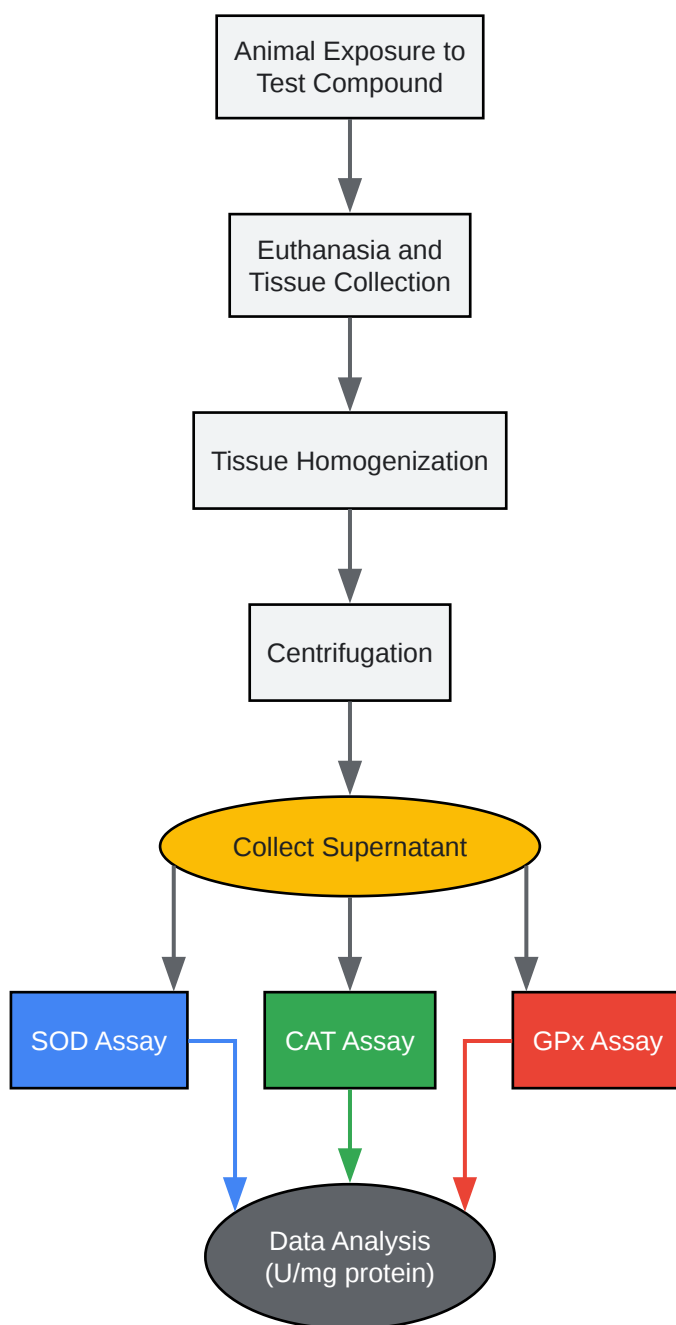 Animal Exposure to
Test Compound
Euthanasia and
Tissue Collection
Tissue Homogenization
Centrifugation
Collect Supernatant
SOD Assay
CAT Assay
GPx Assay
Data Analysis
(U/mg protein)